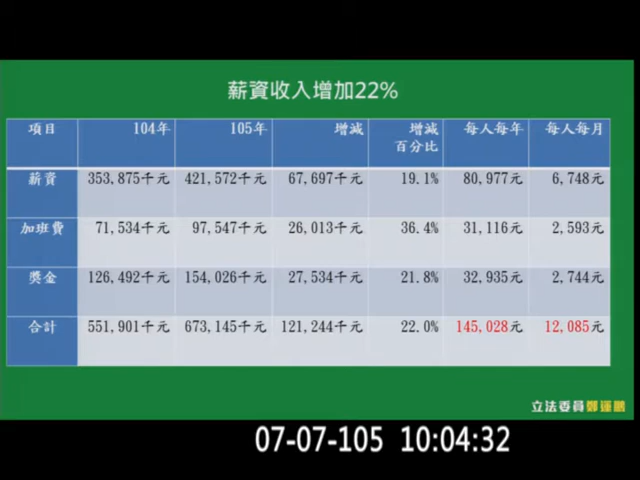 薪資收入增加22%
項目 104年 105年 增減 增減百分比 每人每年 每人每月
薪資 353,875千元 421,572千元 67,697千元 19.1% 80,977元 6,748元
加班費 71,534千元 97,547千元 26,013千元 36.4% 31,116元 2,593元
獎金 126,492千元 154,026千元 27,534千元 21.8% 32,935元 2,744元
合計 551,901千元 673,145千元 121,244千元 22.0% 145,028元 12,085元
立法委員鄭運鵬
07-07-105 10:04:32